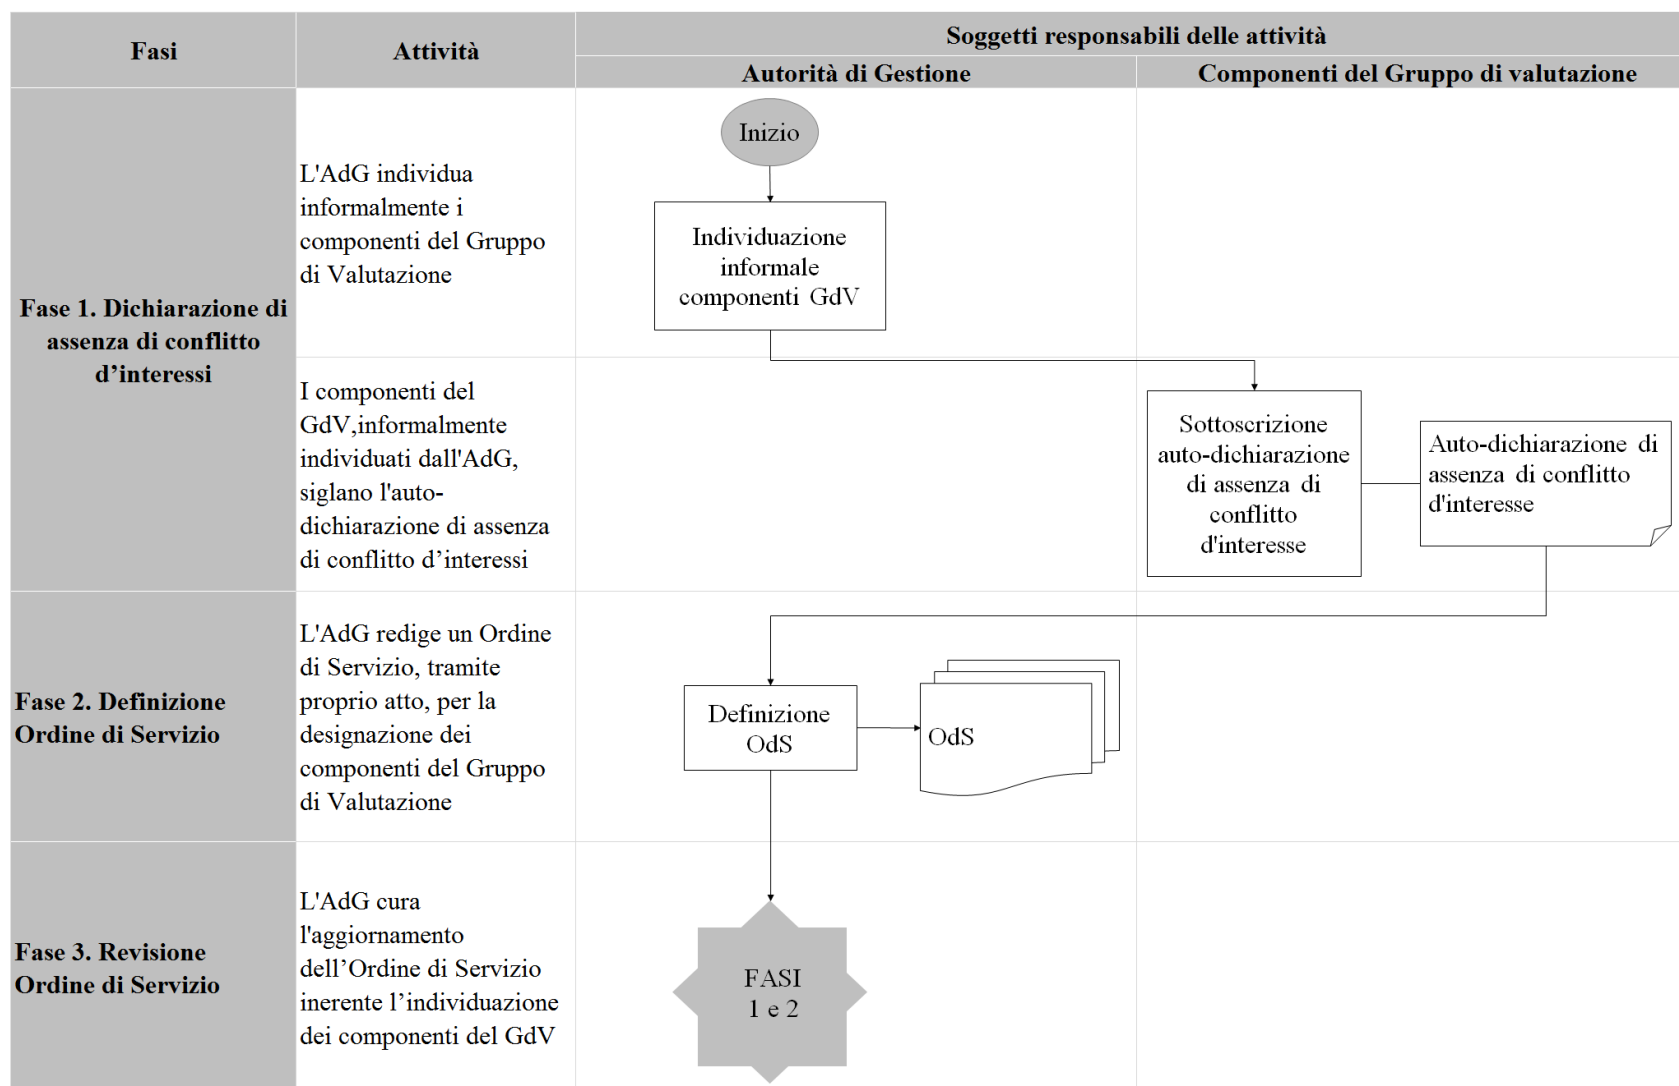 Fasi
Attività
Soggetti responsabili delle attività
Autorità di Gestione
Componenti del Gruppo di valutazione
Fase 1. Dichiarazione di
assenza di conflitto
d’interessi
L'AdG individua
informalmente i
componenti del Gruppo
di Valutazione
Inizio
Individuazione
informale
componenti GdV
I componenti del
GdV,informalmente
individuati dall'AdG,
siglano l'auto-
dichiarazione di assenza
di conflitto d’interessi
Sottoscrizione
auto-dichiarazione
di assenza di
conflitto
d'interesse
Auto-dichiarazione di
assenza di conflitto
d'interesse
Fase 2. Definizione
Ordine di Servizio
L'AdG redige un Ordine
di Servizio, tramite
proprio atto, per la
designazione dei
componenti del Gruppo
di Valutazione
Definizione
OdS
OdS
Fase 3. Revisione
Ordine di Servizio
L'AdG cura
l'aggiornamento
dell’Ordine di Servizio
inerente l’individuazione
dei componenti del GdV
FASI
1 e 2